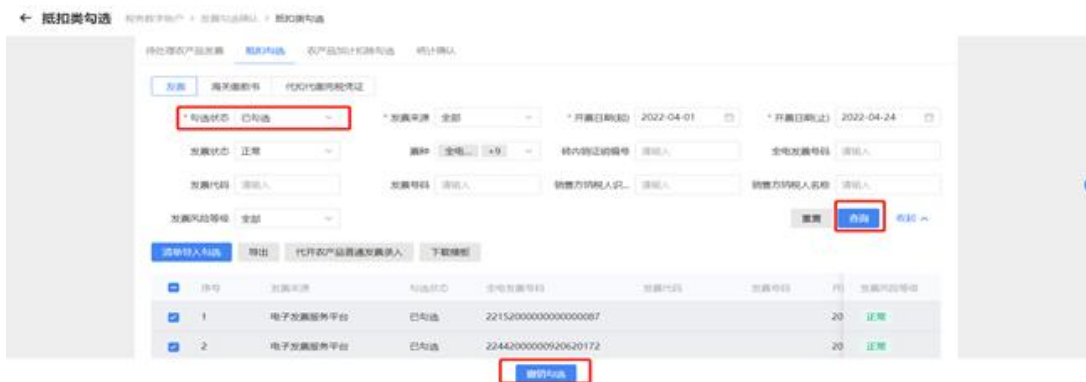 ← 抵扣类勾选 税务数字账户 > 发票勾选确认 > 抵扣类勾选
待处理农产品发票 抵扣勾选 农产品加计扣除勾选 统计确认
发票 海关缴款书 代扣代缴完税凭证
* 勾选状态 已勾选 * 发票来源 全部 * 开票日期(起) 2022-04-01 * 开票日期(止) 2022-04-24
发票状态 正常 票种 全电... +9 转内销证明编号 请输入 全电发票号码 请输入
发票代码 请输入 发票号码 请输入 销售方纳税人识... 请输入 销售方纳税人名称 请输入
发票风险等级 全部 重置 查询 收起
清单导入勾选 导出 代开农产品普通发票录入 下载模板
序号 发票来源 勾选状态 全电发票号码 发票代码 发票号码 开 发票风险等级
1 电子发票服务平台 已勾选 20 正常
2 电子发票服务平台 已勾选 22442000000920620172 20 正常
撤销勾选